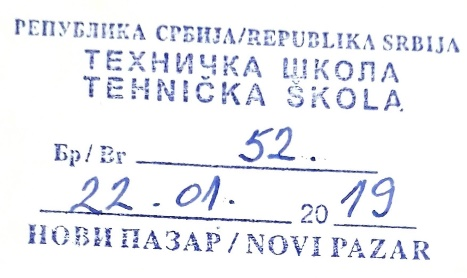 РЕПУБЛИКА СРБИЈА/REPUBLIKA SRBIJA
ТЕХНИЧКА ШКОЛА
TEHNIČKA ŠKOLA
Бр/Br 52.
22.01. 2019
НОВИ ПАЗАР/NOVI PAZAR